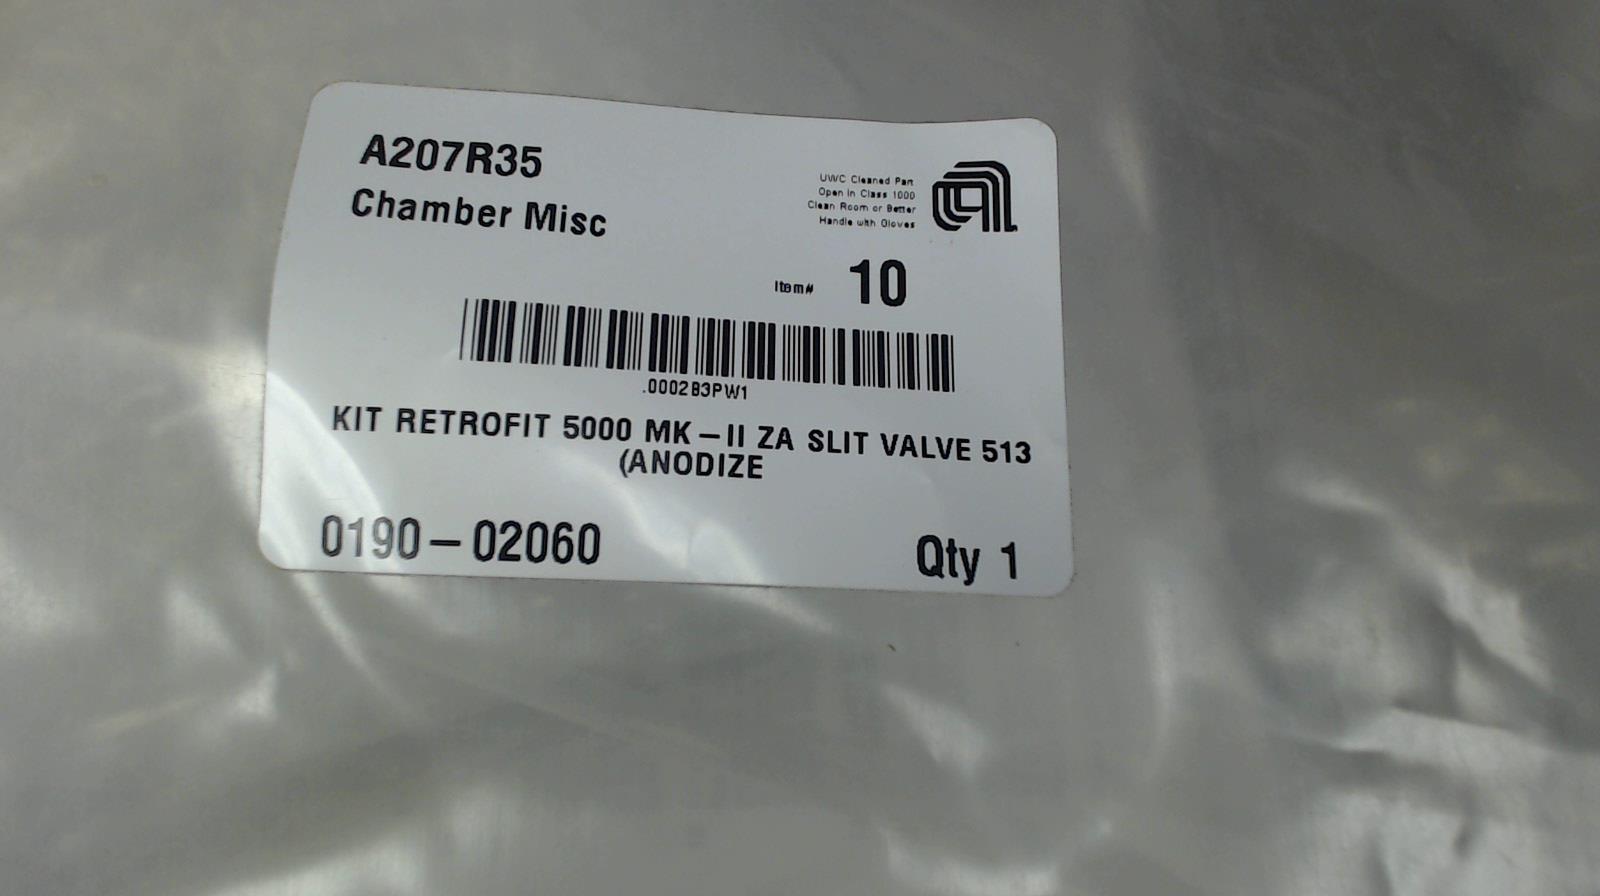 A207R35
Chamber Misc
UWC Cleaned Part
Open in Class 1000
Clean Room or Better
Handle with Gloves
Item# 10
.0002B3PW1
KIT RETROFIT 5000 MK-II ZA SLIT VALVE 513
(ANODIZE
0190-02060 Qty 1